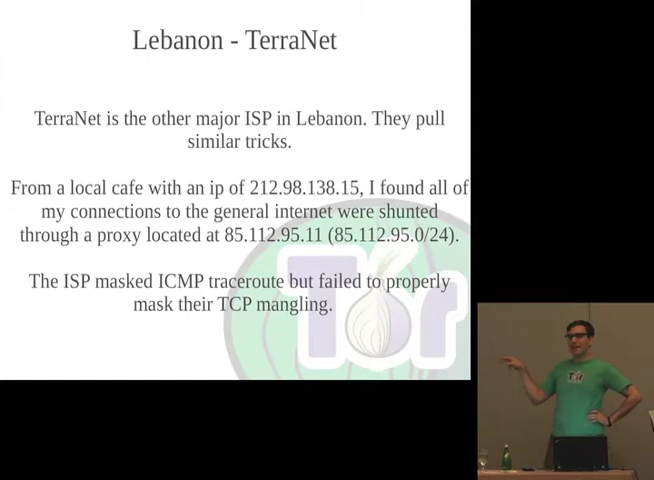 Lebanon - TerraNet
TerraNet is the other major ISP in Lebanon. They pull
similar tricks.
From a local cafe with an ip of 212.98.138.15, I found all of
my connections to the general internet were shunted
through a proxy located at 85.112.95.11 (85.112.95.0/24).
The ISP masked ICMP traceroute but failed to properly
mask their TCP mangling.
Tor
Tor